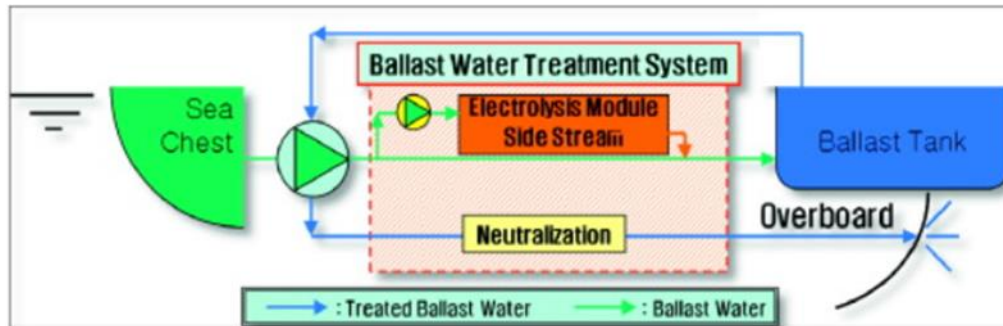 Ballast Water Treatment System
Sea
Chest
Electrolysis Module
Side Stream
Ballast Tank
Neutralization
Overboard
: Treated Ballast Water
: Ballast Water